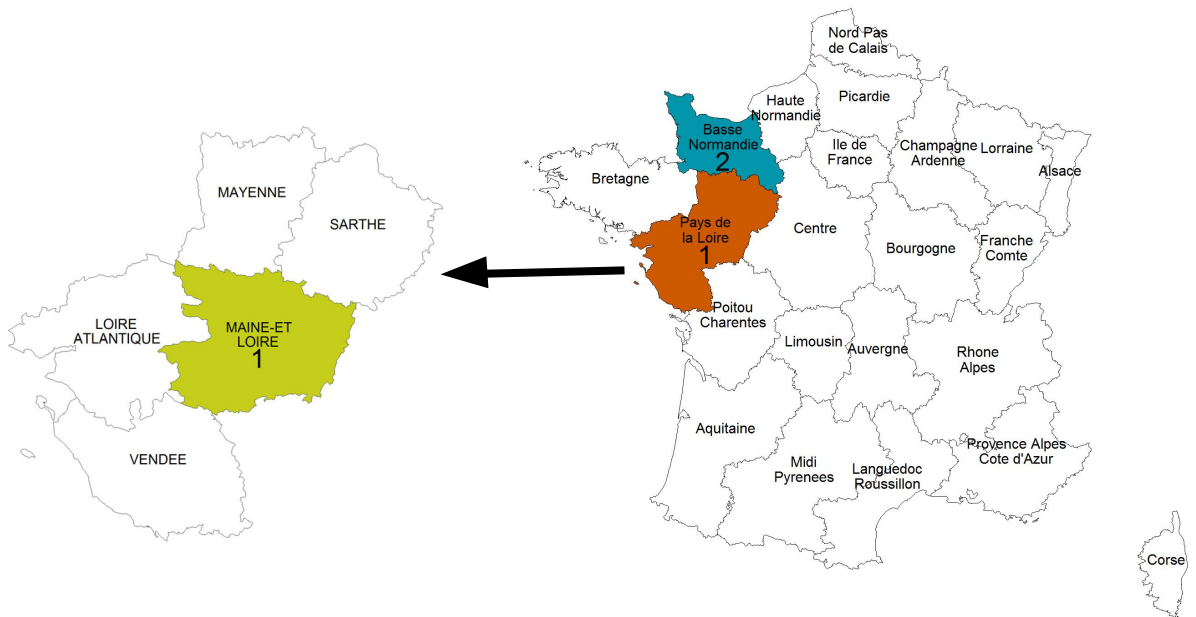 MAYENNE
SARTHE
LOIRE
ATLANTIQUE
MAINE-ET
LOIRE
1
VENDEE
Nord Pas
de Calais
Haute
Normandie
Picardie
Basse
Normandie
2
Ile de
France
Champagne
Ardenne
Lorraine
Alsace
Bretagne
Pays de
la Loire
1
Centre
Bourgogne
Franche
Comte
Poitou
Charentes
Limousin
Auvergne
Rhone
Alpes
Aquitaine
Midi
Pyrenees
Languedoc
Roussillon
Provence Alpes
Cote d'Azur
Corse